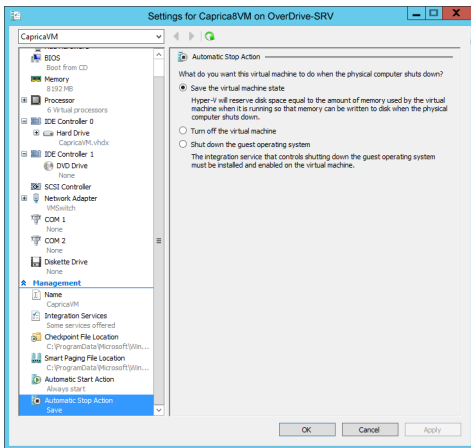 Settings for Caprica8VM on OverDrive-SRV
CapricaVM
BIOS
Boot from CD
Memory
8192 MB
Processor
6 Virtual processors
IDE Controller 0
Hard Drive
CapricaVM.vhdx
IDE Controller 1
DVD Drive
None
SCSI Controller
Network Adapter
VMSwitch
COM 1
None
COM 2
None
Diskette Drive
None
Management
Name
CapricaVM
Integration Services
Some services offered
Checkpoint File Location
C:\ProgramData\Microsoft\Win...
Smart Paging File Location
C:\ProgramData\Microsoft\Win...
Automatic Start Action
Always start
Automatic Stop Action
Save
Automatic Stop Action
What do you want this virtual machine to do when the physical computer shuts down?
Save the virtual machine state
Hyper-V will reserve disk space equal to the amount of memory used by the virtual
machine when it is running so that memory can be written to disk when the physical
computer shuts down.
Turn off the virtual machine
Shut down the guest operating system
The integration service that controls shutting down the guest operating system
must be installed and enabled on the virtual machine.
OK
Cancel
Apply